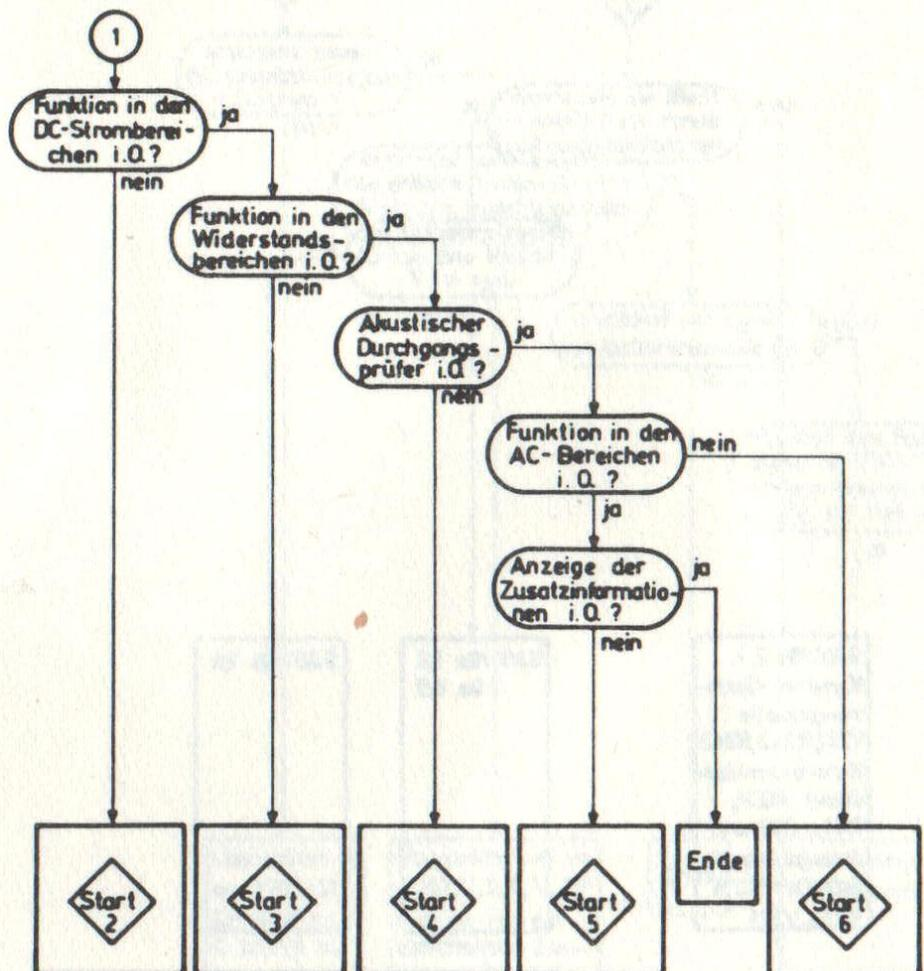 1
Funktion in den
DC-Stromberei-
chen i.O.?
ja
nein
Funktion in den
Widerstands-
bereichen i.O.?
ja
nein
Akustischer
Durchgangs-
prüfer i.O.?
ja
nein
Funktion in den
AC-Bereichen
i.O.?
nein
ja
Anzeige der
Zusatzinformatio-
nen i.O.?
ja
nein
Start
2
Start
3
Start
4
Start
5
Ende
Start
6